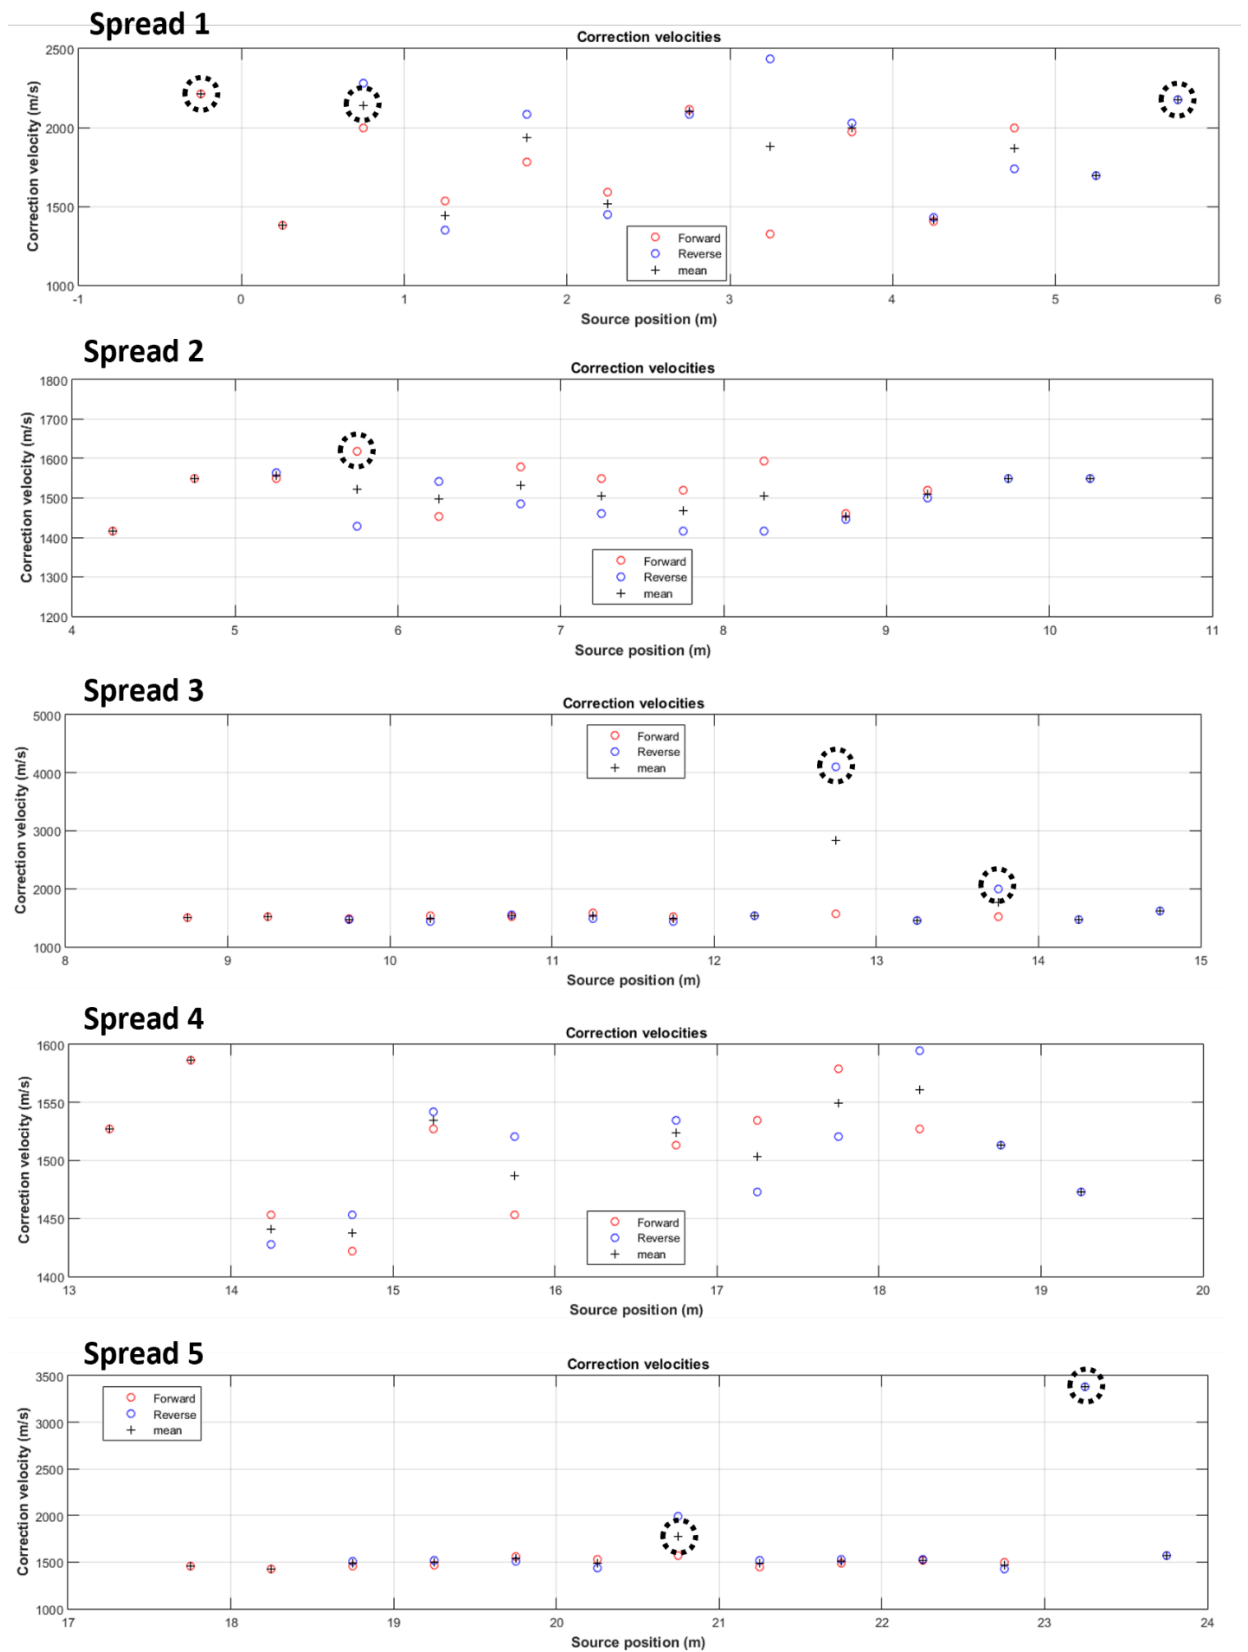 Spread 1
Correction velocities
Correction velocity (m/s)
2500
2000
1500
1000
Forward
Reverse
mean
-1 0 1 2 3 4 5 6
Source position (m)
Spread 2
Correction velocities
Correction velocity (m/s)
1800
1700
1600
1500
1400
1300
1200
Forward
Reverse
mean
4 5 6 7 8 9 10 11
Source position (m)
Spread 3
Correction velocities
Correction velocity (m/s)
5000
4000
3000
2000
1000
Forward
Reverse
mean
8 9 10 11 12 13 14 15
Source position (m)
Spread 4
Correction velocities
Correction velocity (m/s)
1600
1550
1500
1450
1400
Forward
Reverse
mean
13 14 15 16 17 18 19 20
Source position (m)
Spread 5
Correction velocities
Correction velocity (m/s)
3500
3000
2500
2000
1500
1000
Forward
Reverse
mean
17 18 19 20 21 22 23 24
Source position (m)